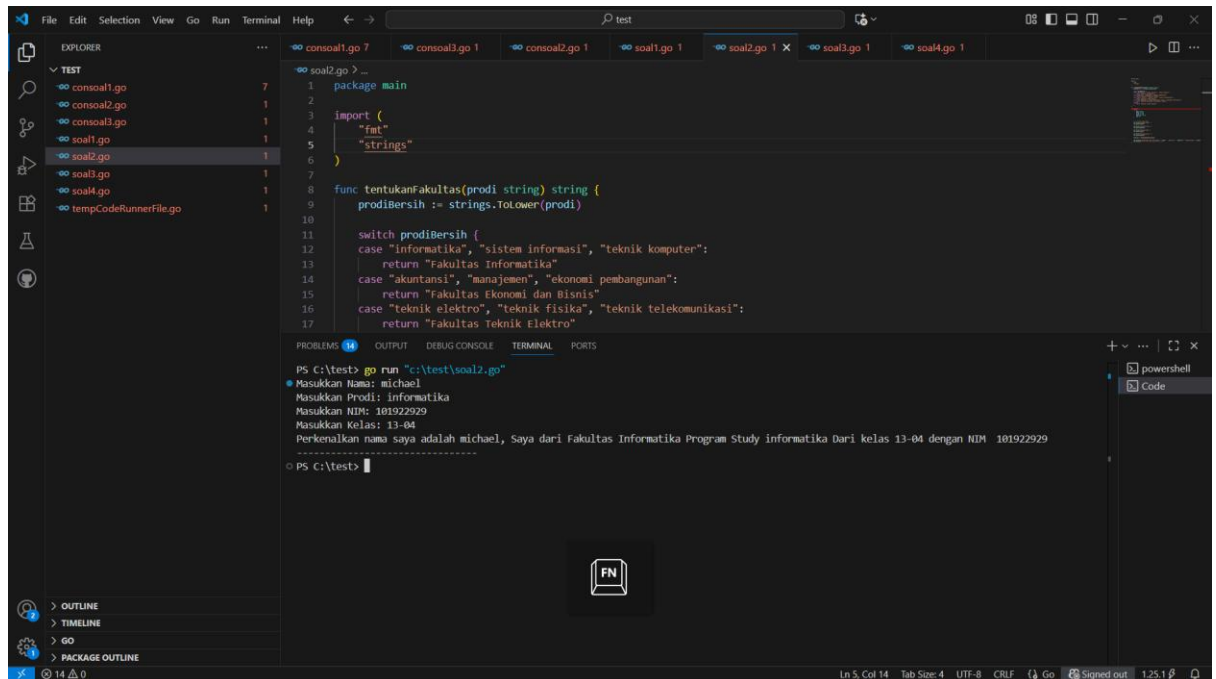 File Edit Selection View Go Run Terminal Help
test
EXPLORER
TEST
consoal1.go 7
consoal2.go 1
consoal3.go 1
soal1.go 1
soal2.go 1
soal3.go 1
soal4.go 1
tempCodeRunnerFile.go 1
OUTLINE
TIMELINE
GO
PACKAGE OUTLINE
consoal1.go 7 consoal3.go 1 consoal2.go 1 soal1.go 1 soal2.go 1 soal3.go 1 soal4.go 1
soal2.go > ...
1 package main
2
3 import (
4 "fmt"
5 "strings"
6 )
7
8 func tentukanFakultas(prodi string) string {
9 prodiBersih := strings.ToLower(prodi)
10
11 switch prodiBersih {
12 case "informatika", "sistem informasi", "teknik komputer":
13 return "Fakultas Informatika"
14 case "akuntansi", "manajemen", "ekonomi pembangunan":
15 return "Fakultas Ekonomi dan Bisnis"
16 case "teknik elektro", "teknik fisika", "teknik telekomunikasi":
17 return "Fakultas Teknik Elektro"
PROBLEMS 14 OUTPUT DEBUG CONSOLE TERMINAL PORTS
PS C:\test> go run "c:\test\soal2.go"
Masukkan Nama: michael
Masukkan Prodi: informatika
Masukkan NIM: 101922929
Masukkan Kelas: 13-04
Perkenalkan nama saya adalah michael, Saya dari Fakultas Informatika Program Study informatika Dari kelas 13-04 dengan NIM 101922929
--------------------------------
PS C:\test>
powershell
Code
FN
2
1
14 0 Ln 5, Col 14 Tab Size: 4 UTF-8 CRLF Go Signed out 1.25.1